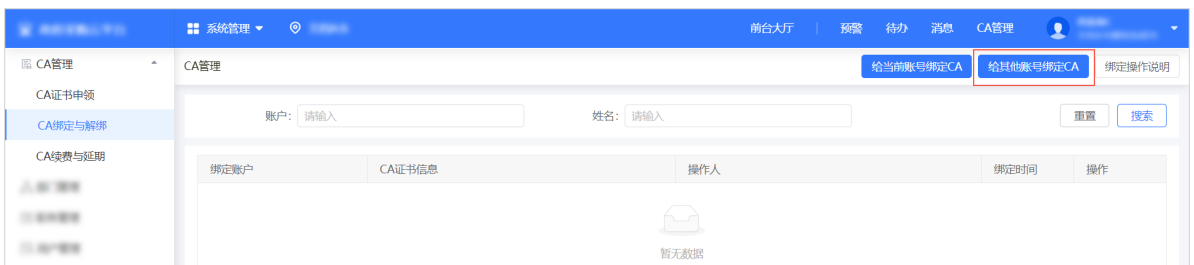 系统管理
前台大厅 预警 待办 消息 CA管理
CA管理
CA证书申领
CA绑定与解绑
CA续费与延期
CA管理 给当前账号绑定CA 给其他账号绑定CA 绑定操作说明
账户： 请输入 姓名： 请输入 重置 搜索
绑定账户 CA证书信息 操作人 绑定时间 操作
暂无数据